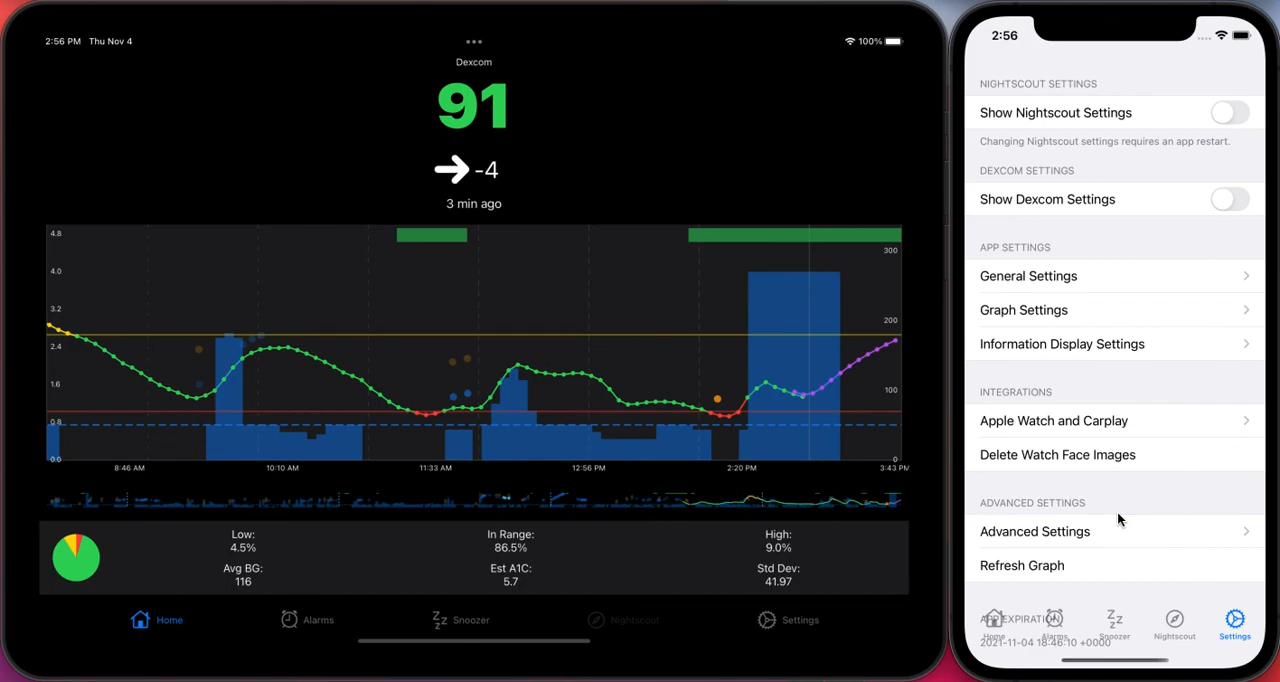 2:56 PM Thu Nov 4
100%
Dexcom
91
-4
3 min ago
4.8
4.0
3.2
2.4
1.6
0.8
0.0
300
200
100
0
8:46 AM
10:10 AM
11:33 AM
12:56 PM
2:20 PM
3:43 PM
Low:
4.5%
In Range:
86.5%
High:
9.0%
Avg BG:
116
Est A1C:
5.7
Std Dev:
41.97
Home
Alarms
Snoozer
Nightscout
Settings
2:56
NIGHTSCOUT SETTINGS
Show Nightscout Settings
Changing Nightscout settings requires an app restart.
DEXCOM SETTINGS
Show Dexcom Settings
APP SETTINGS
General Settings
Graph Settings
Information Display Settings
INTEGRATIONS
Apple Watch and Carplay
Delete Watch Face Images
ADVANCED SETTINGS
Advanced Settings
Refresh Graph
APP EXPIRATION
Home
Alarms
Snoozer
Nightscout
Settings
2021-11-04 18:46:10 +0000